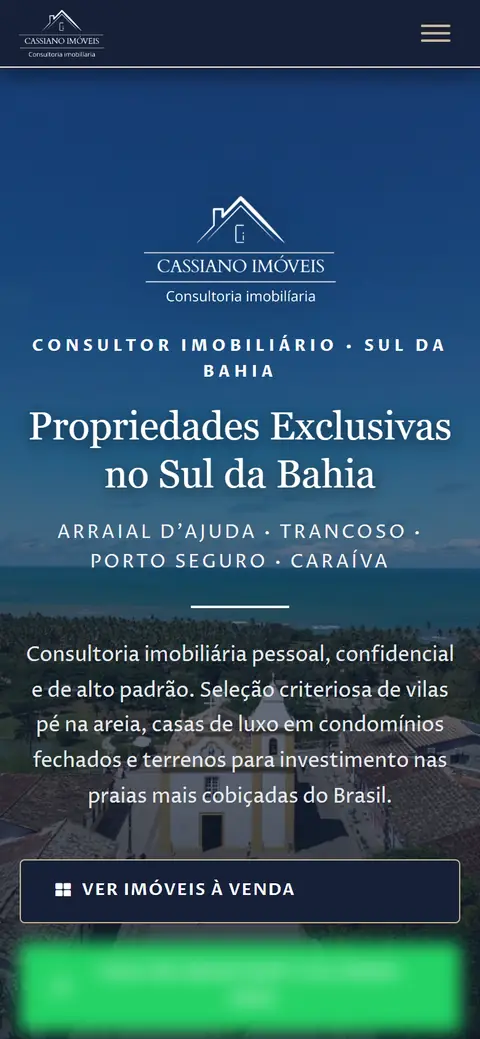 CASSIANO IMÓVEIS
Consultoria imobiliária
CASSIANO IMÓVEIS
Consultoria imobilíaria
CONSULTOR IMOBILIÁRIO • SUL DA
BAHIA
Propriedades Exclusivas
no Sul da Bahia
ARRAIAL D’AJUDA • TRANCOSO •
PORTO SEGURO • CARAÍVA
Consultoria imobiliária pessoal, confidencial
e de alto padrão. Seleção criteriosa de vilas
pé na areia, casas de luxo em condomínios
fechados e terrenos para investimento nas
praias mais cobiçadas do Brasil.
VER IMÓVEIS À VENDA